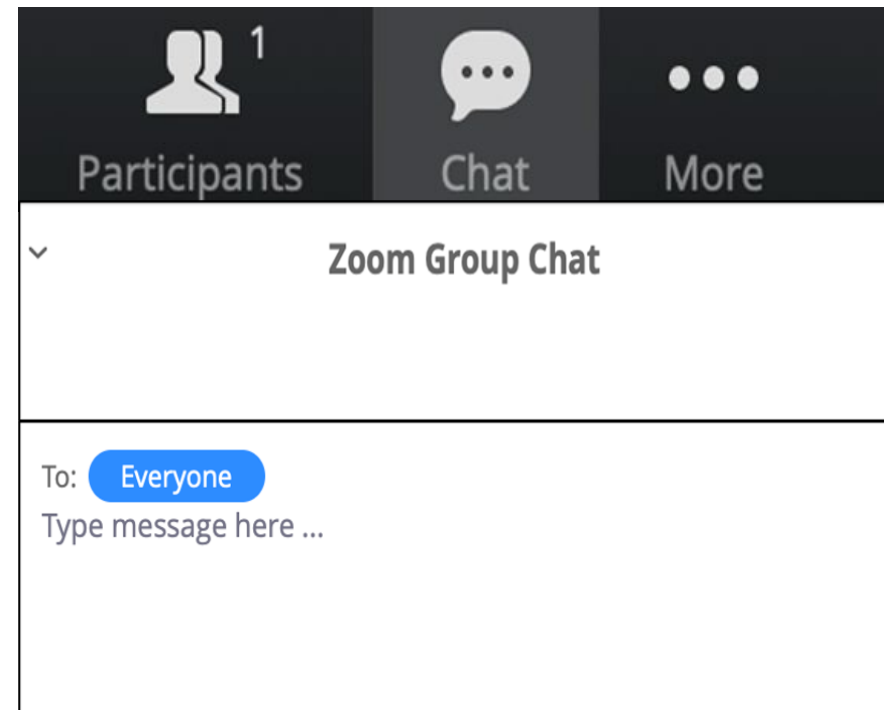 1
Participants Chat More
Zoom Group Chat
To: Everyone
Type message here ...